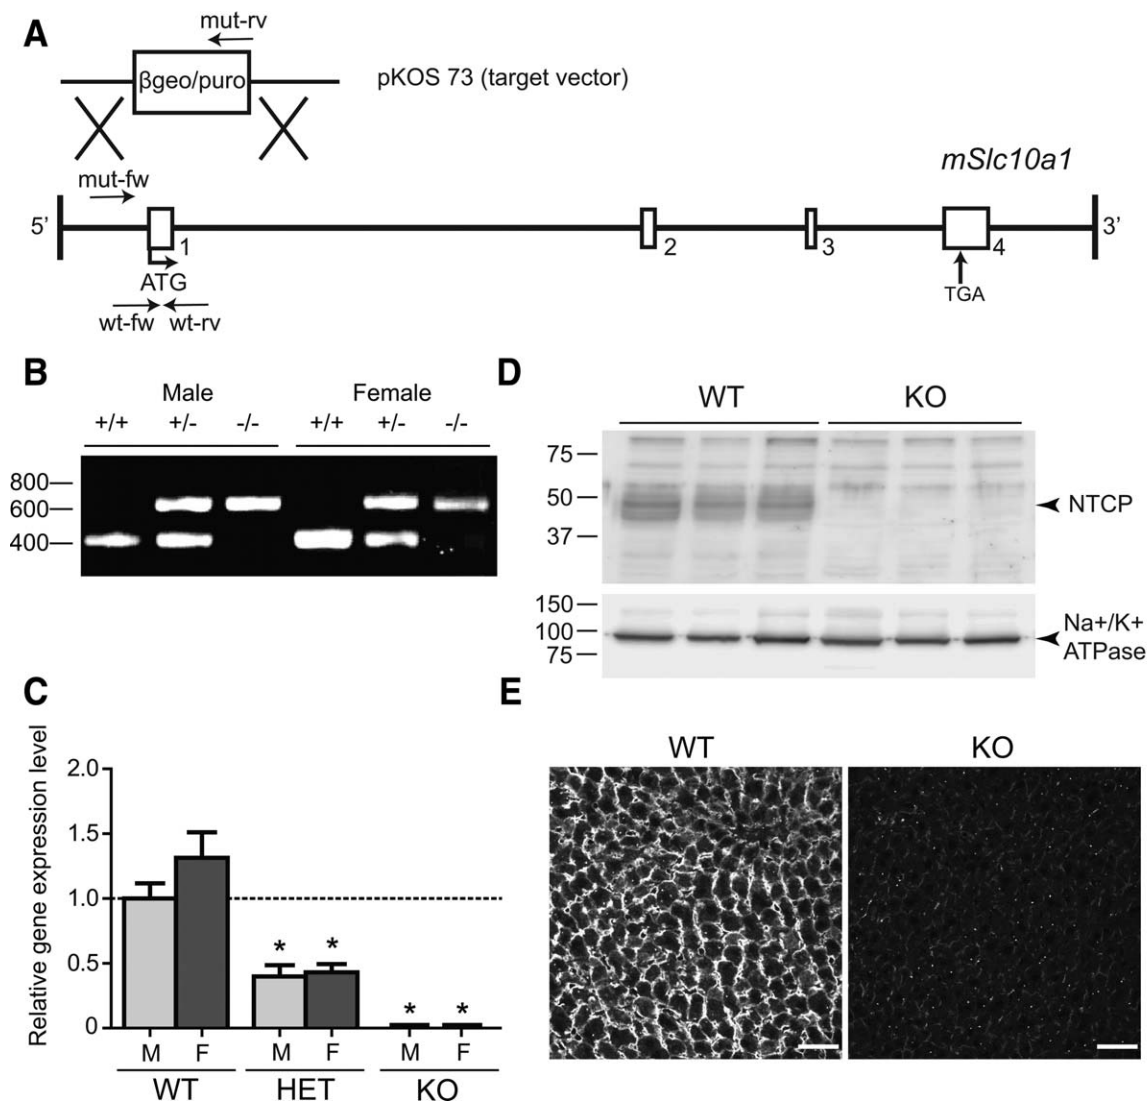 A
mut-rv
βgeo/puro
pKOS 73 (target vector)
mSlc10a1
mut-fw
5’
1
2
3
4
3’
ATG
TGA
wt-fw
wt-rv
B
Male
Female
+/+
+/-
-/-
+/+
+/-
-/-
800
600
400
C
Relative gene expression level
2.0
1.5
1.0
0.5
0
*
*
*
*
M
F
M
F
M
F
WT
HET
KO
D
WT
KO
75
50
37
NTCP
150
100
75
Na+/K+
ATPase
E
WT
KO